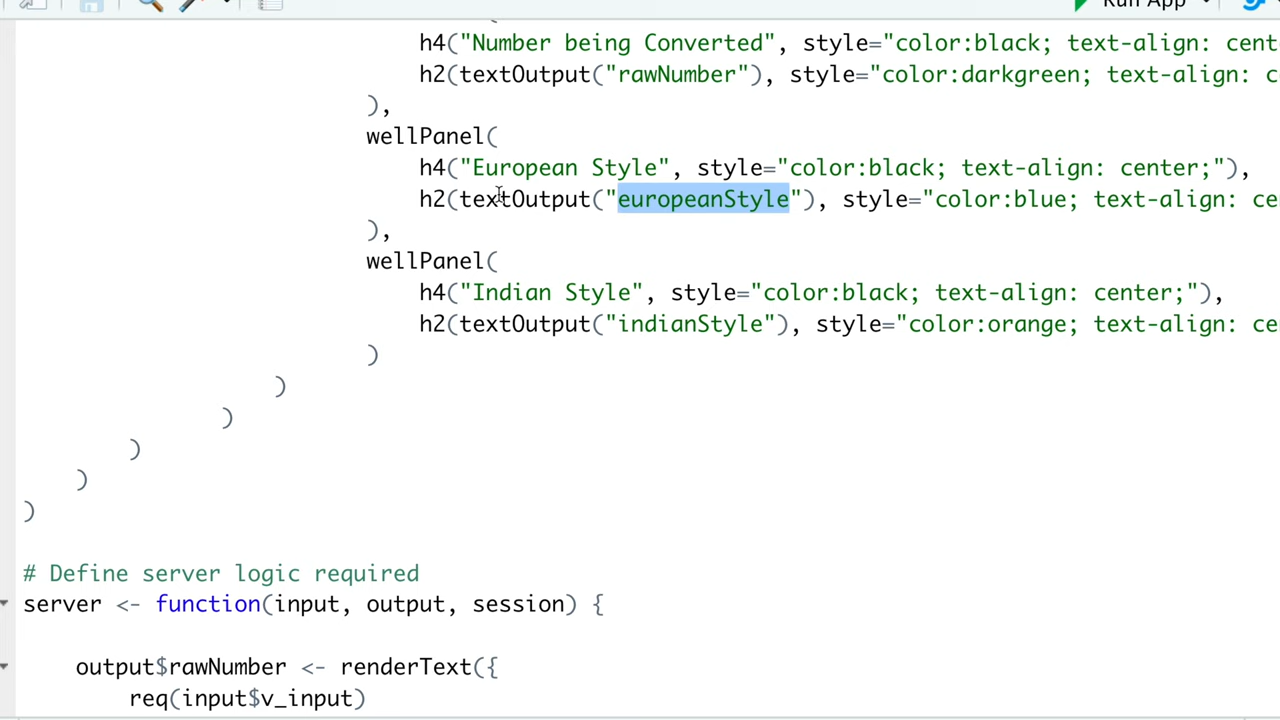 Run App
h4("Number being Converted", style="color:black; text-align: cent
h2(textOutput("rawNumber"), style="color:darkgreen; text-align: c
),
wellPanel(
h4("European Style", style="color:black; text-align: center;"),
h2(textOutput("europeanStyle"), style="color:blue; text-align: ce
),
wellPanel(
h4("Indian Style", style="color:black; text-align: center;"),
h2(textOutput("indianStyle"), style="color:orange; text-align: ce
)
)
)
)
)
)
# Define server logic required
server <- function(input, output, session) {
output$rawNumber <- renderText({
req(input$v_input)